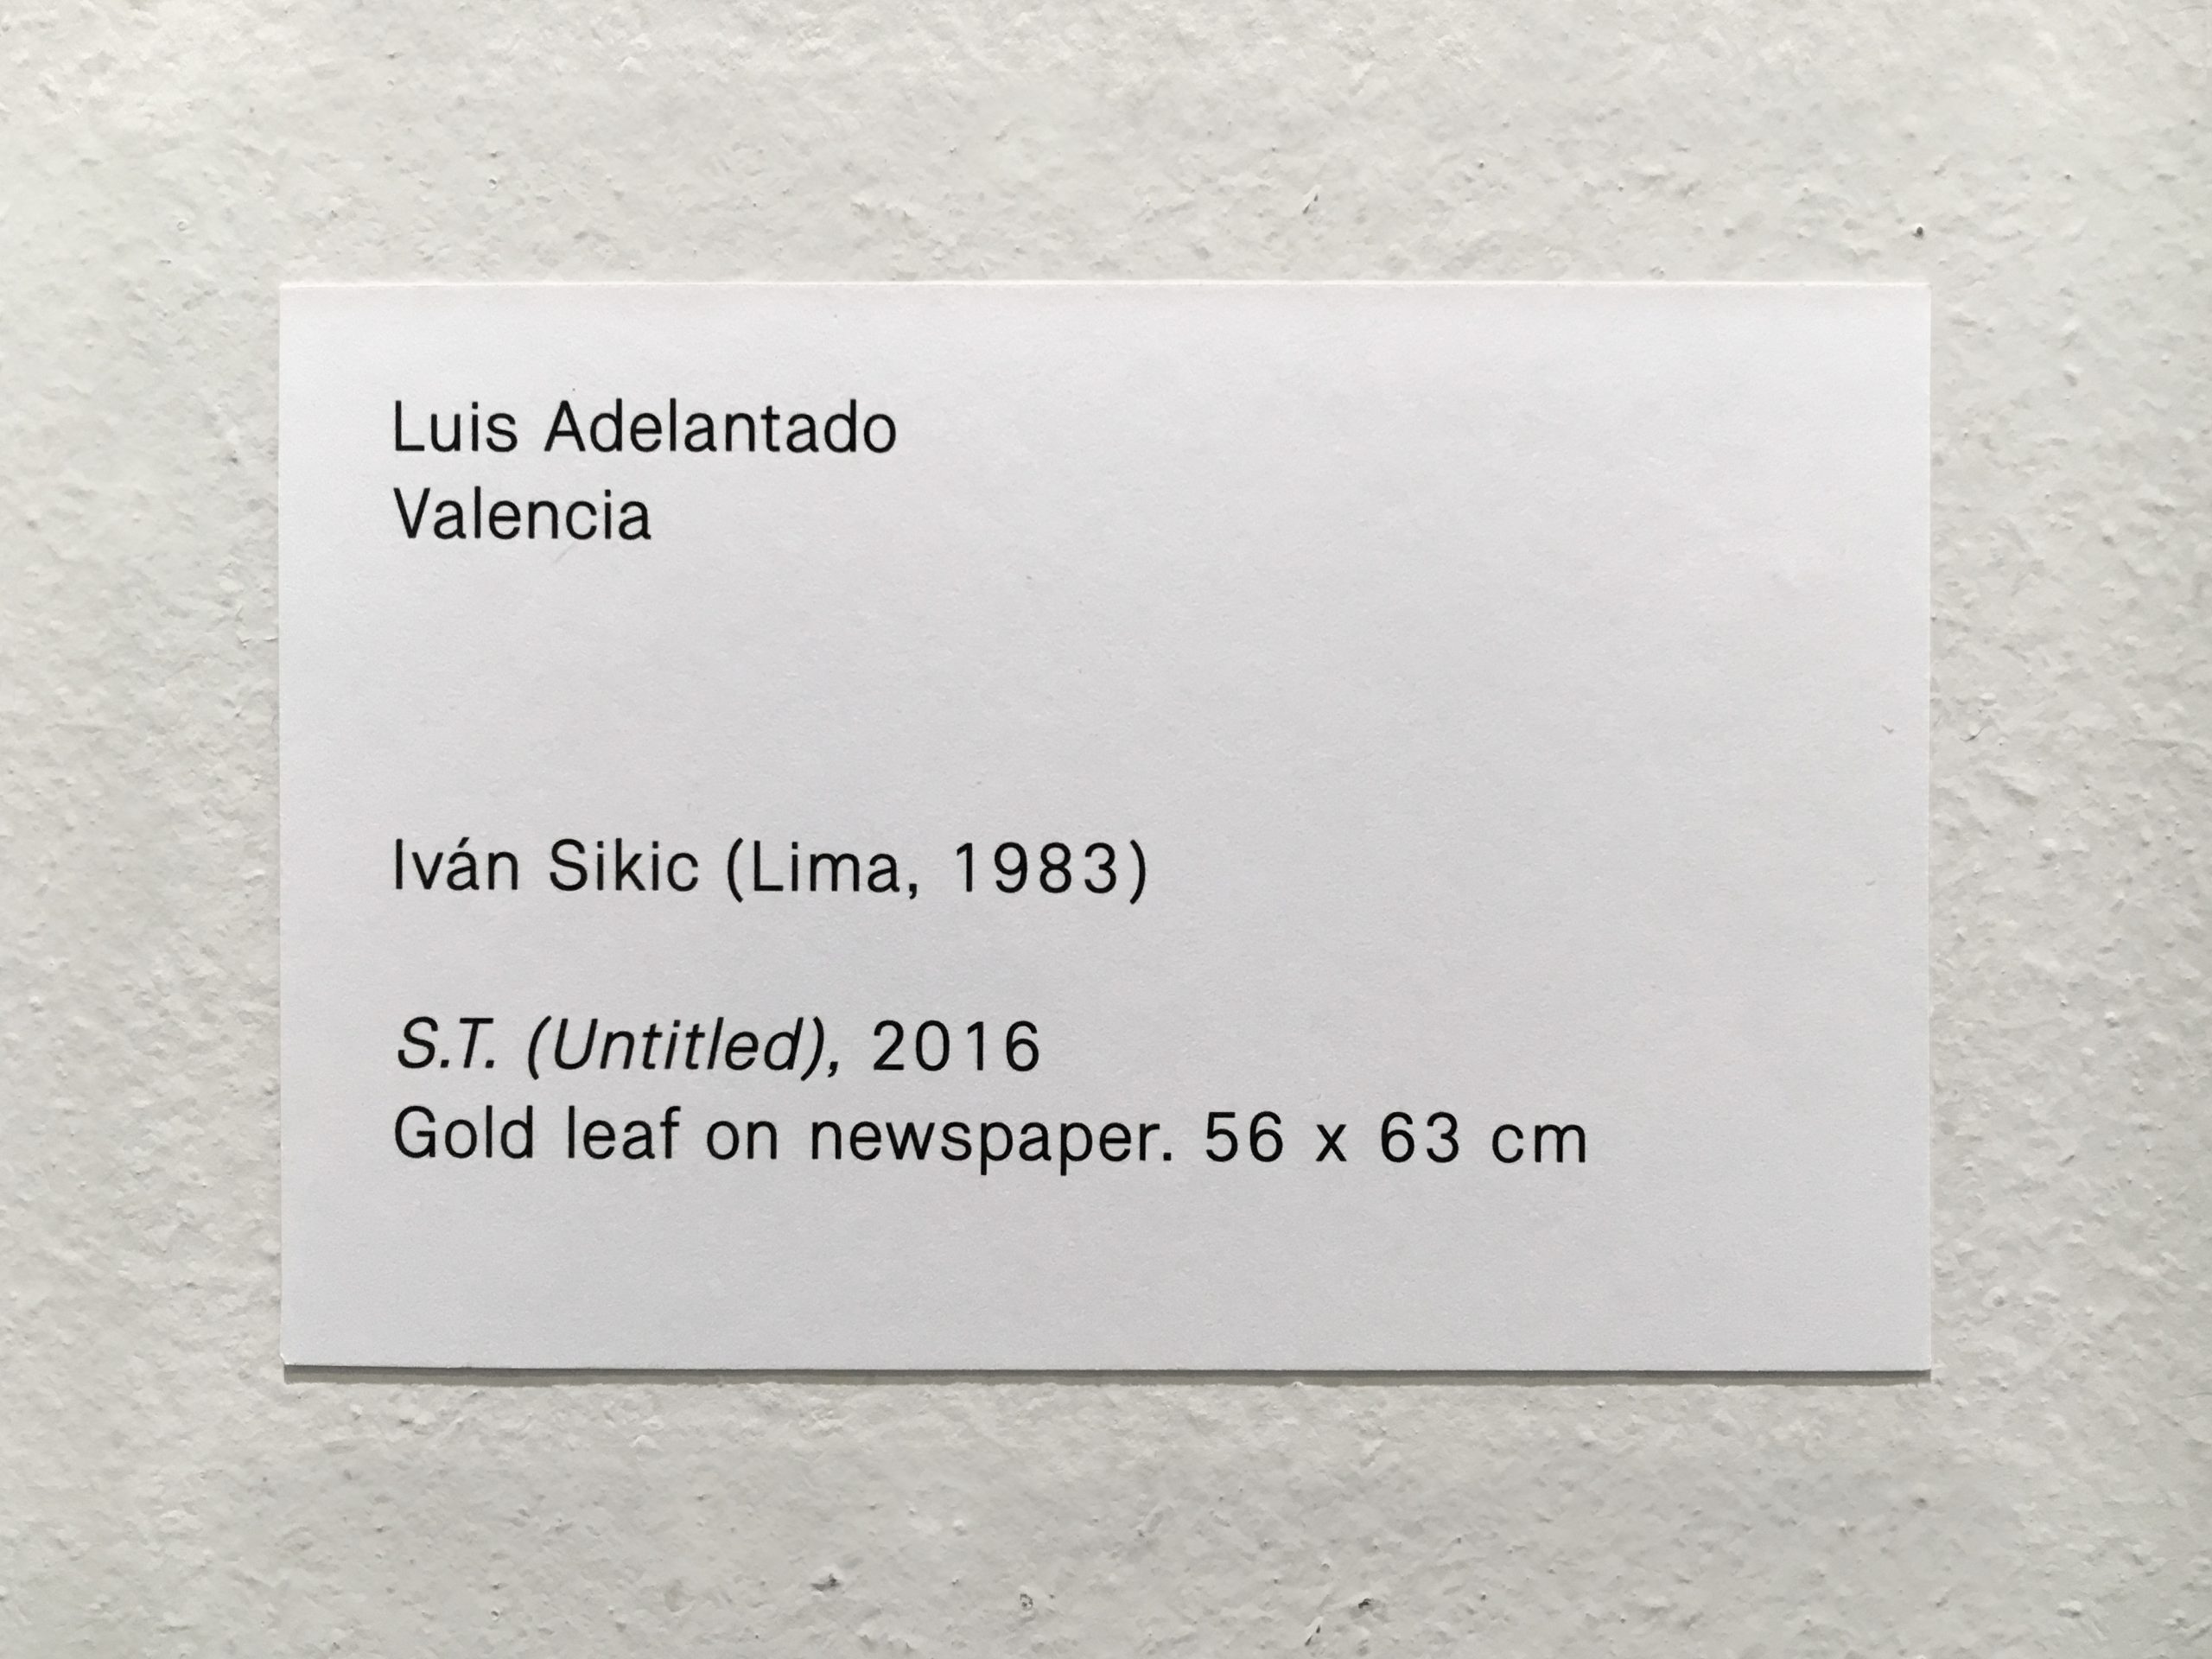 Luis Adelantado
Valencia
Iván Sikic (Lima, 1983)
S.T. (Untitled), 2016
Gold leaf on newspaper. 56 x 63 cm